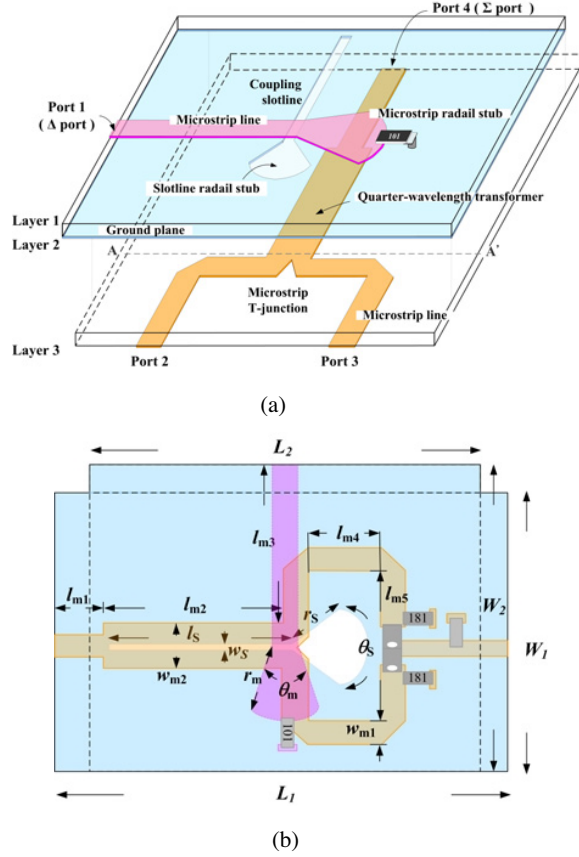 Port 4 ( Σ port )
Coupling
slotline
Port 1
( Δ port )
Microstrip line
Microstrip radail stub
101
Slotline radail stub
Quarter-wavelength transformer
Layer 1
Ground plane
Layer 2
A
A'
Microstrip
T-junction
Microstrip line
Layer 3
Port 2
Port 3
(a)
L2
lm3
lm4
lm1
lm2
lm5
rS
181
W2
lS
wS
θS
W1
wm2
rm
θm
181
wm1
101
L1
(b)